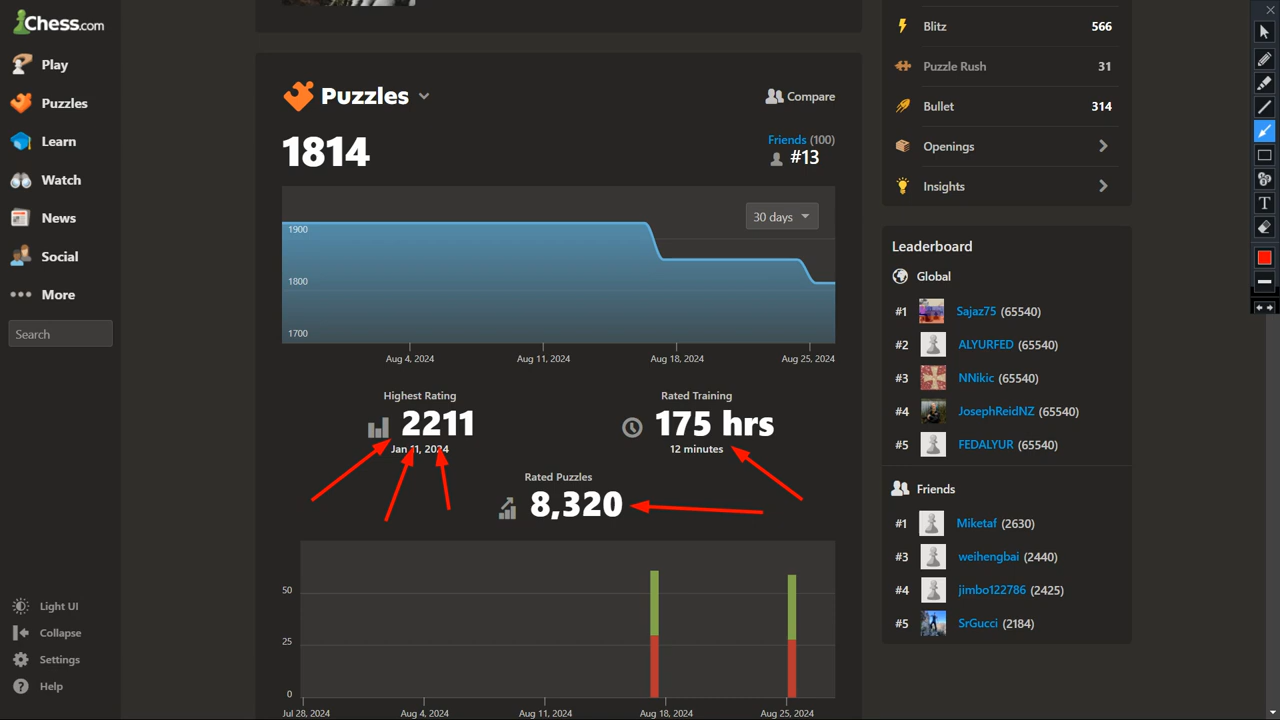 Chess.com
Play
Puzzles
Learn
Watch
News
Social
More
Search
Light UI
Collapse
Settings
Help
Puzzles
Compare
1814
Friends (100)
#13
30 days
1900
1800
1700
Aug 4, 2024 Aug 11, 2024 Aug 18, 2024 Aug 25, 2024
Highest Rating
2211
Jan 11, 2024
Rated Training
175 hrs
12 minutes
Rated Puzzles
8,320
50
25
0
Jul 28, 2024 Aug 4, 2024 Aug 11, 2024 Aug 18, 2024 Aug 25, 2024
Blitz 566
Puzzle Rush 31
Bullet 314
Openings
Insights
Leaderboard
Global
#1 Sajaz75 (65540)
#2 ALYURFED (65540)
#3 NNikic (65540)
#4 JosephReidNZ (65540)
#5 FEDALYUR (65540)
Friends
#1 Miketaf (2630)
#3 weihengbai (2440)
#4 jimbo122786 (2425)
#5 SrGucci (2184)
T